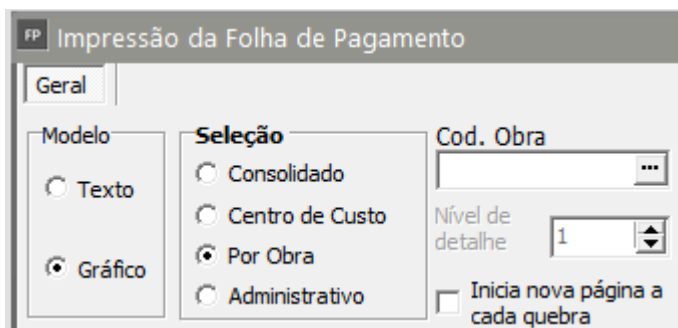 FP Impressão da Folha de Pagamento
Geral
Modelo
Texto
Gráfico
Seleção
Consolidado
Centro de Custo
Por Obra
Administrativo
Cod. Obra
...
Nível de
detalhe
1
Inicia nova página a
cada quebra